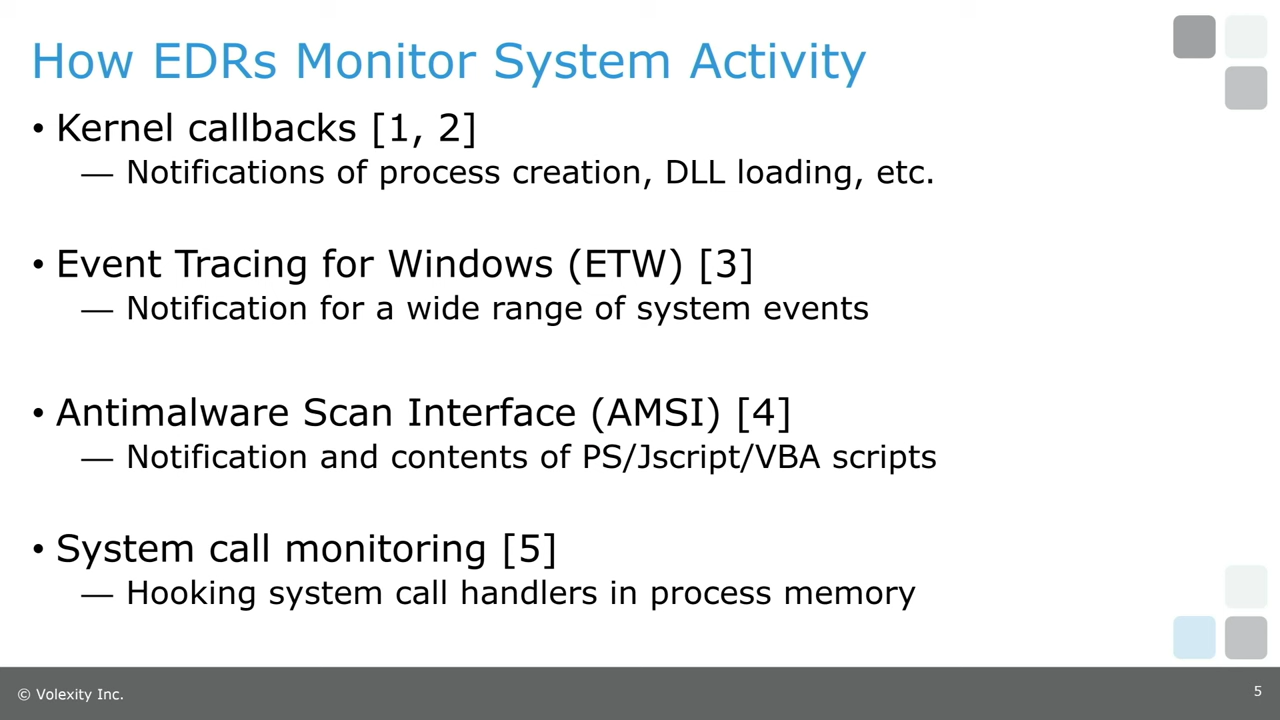 How EDRs Monitor System Activity
• Kernel callbacks [1, 2]
— Notifications of process creation, DLL loading, etc.
• Event Tracing for Windows (ETW) [3]
— Notification for a wide range of system events
• Antimalware Scan Interface (AMSI) [4]
— Notification and contents of PS/Jscript/VBA scripts
• System call monitoring [5]
— Hooking system call handlers in process memory
© Volexity Inc.
5